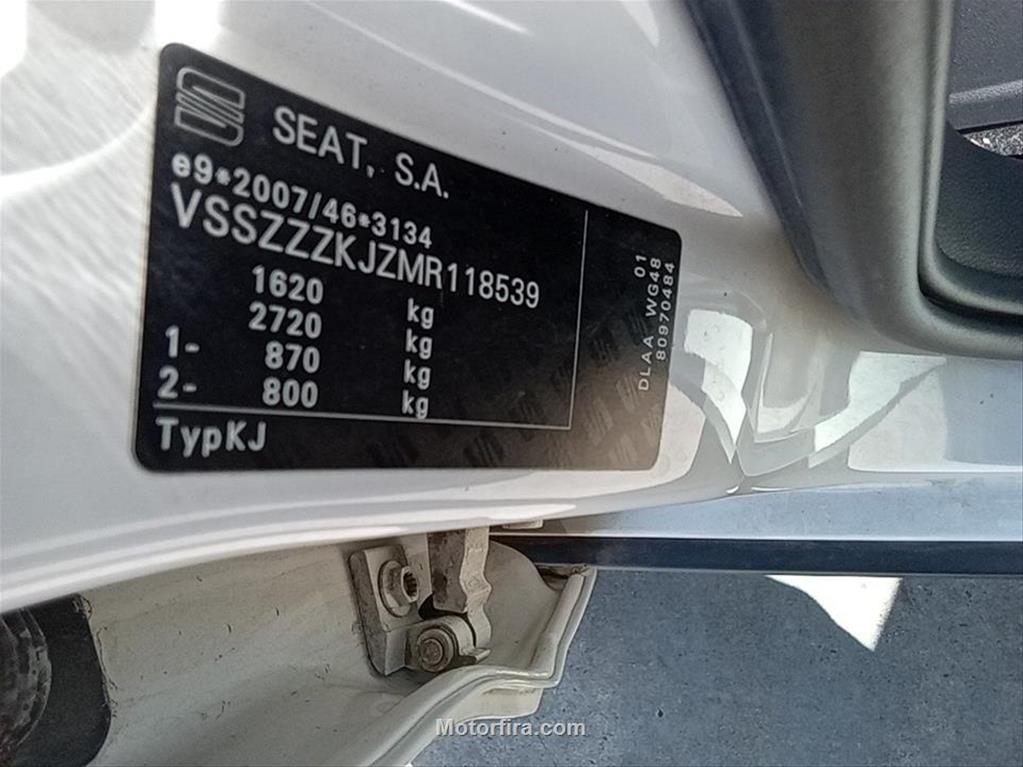 SEAT, S.A.
e9*2007/46*3134
VSSZZZKJZMR118539
1620 kg
2720 kg
1- 870 kg
2- 800 kg
TypKJ
01
DLAA WG48
80970484
Motorfira.com